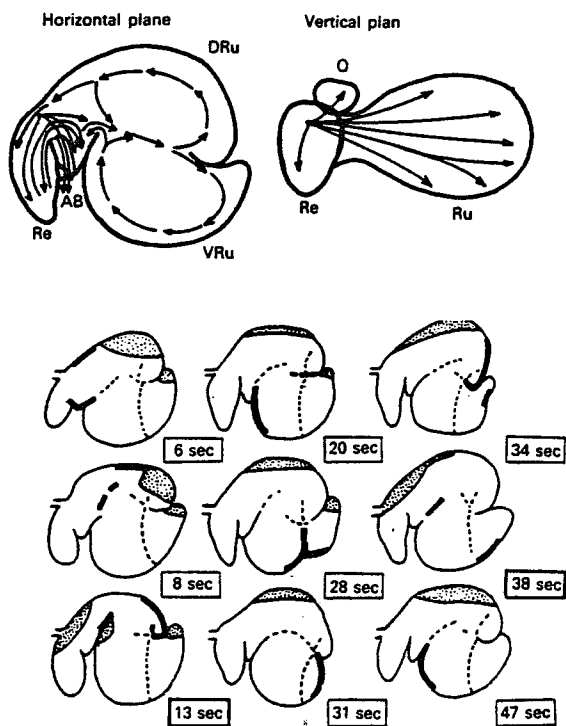 Horizontal plane
Vertical plan
DRu
O
AB
Re
VRu
Re
Ru
6 sec
20 sec
34 sec
8 sec
28 sec
38 sec
13 sec
31 sec
47 sec